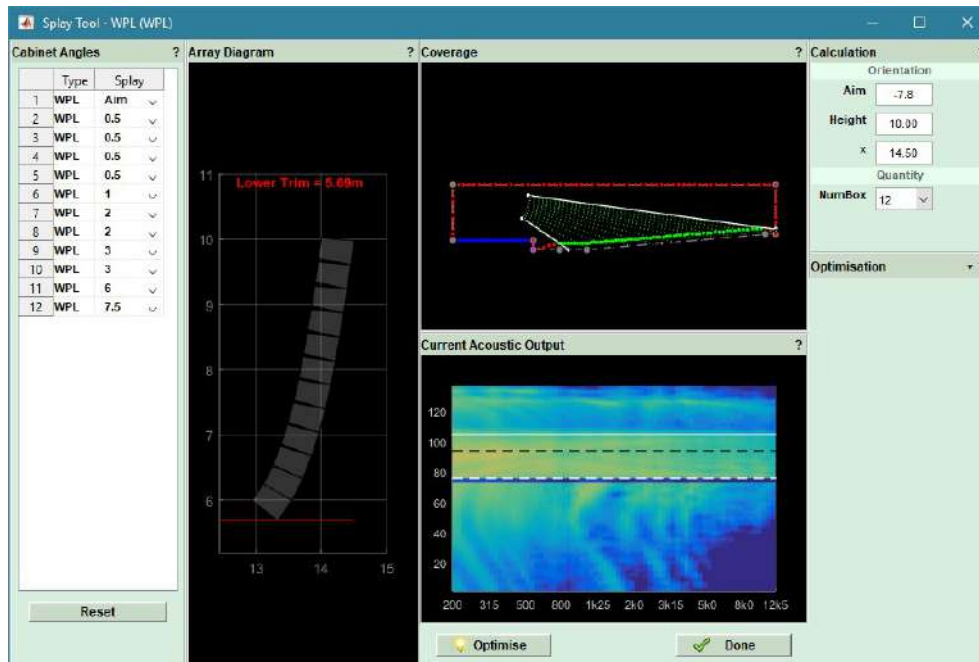 Splay Tool - WPL (WPL)
Cabinet Angles ?
Type Splay
1 WPL Aim
2 WPL 0.5
3 WPL 0.5
4 WPL 0.5
5 WPL 0.5
6 WPL 1
7 WPL 2
8 WPL 2
9 WPL 3
10 WPL 3
11 WPL 6
12 WPL 7.5
Reset
Array Diagram ?
Lower Trim = 5.69m
11
10
9
8
7
6
13 14 15
Coverage ?
Current Acoustic Output ?
120
100
80
60
40
20
200 315 500 800 1k25 2k0 3k15 5k0 8k0 12k5
Optimise Done
Calculation
Orientation
Aim -7.8
Height 10.00
x 14.50
Quantity
NumBox 12
Optimisation